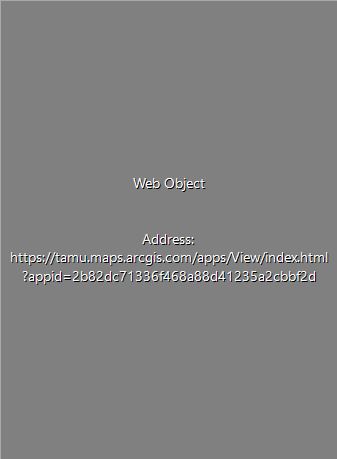 Web Object
Address:
https://tamu.maps.arcgis.com/apps/View/index.html
?appid=2b82dc71336f468a88d41235a2cbbf2d